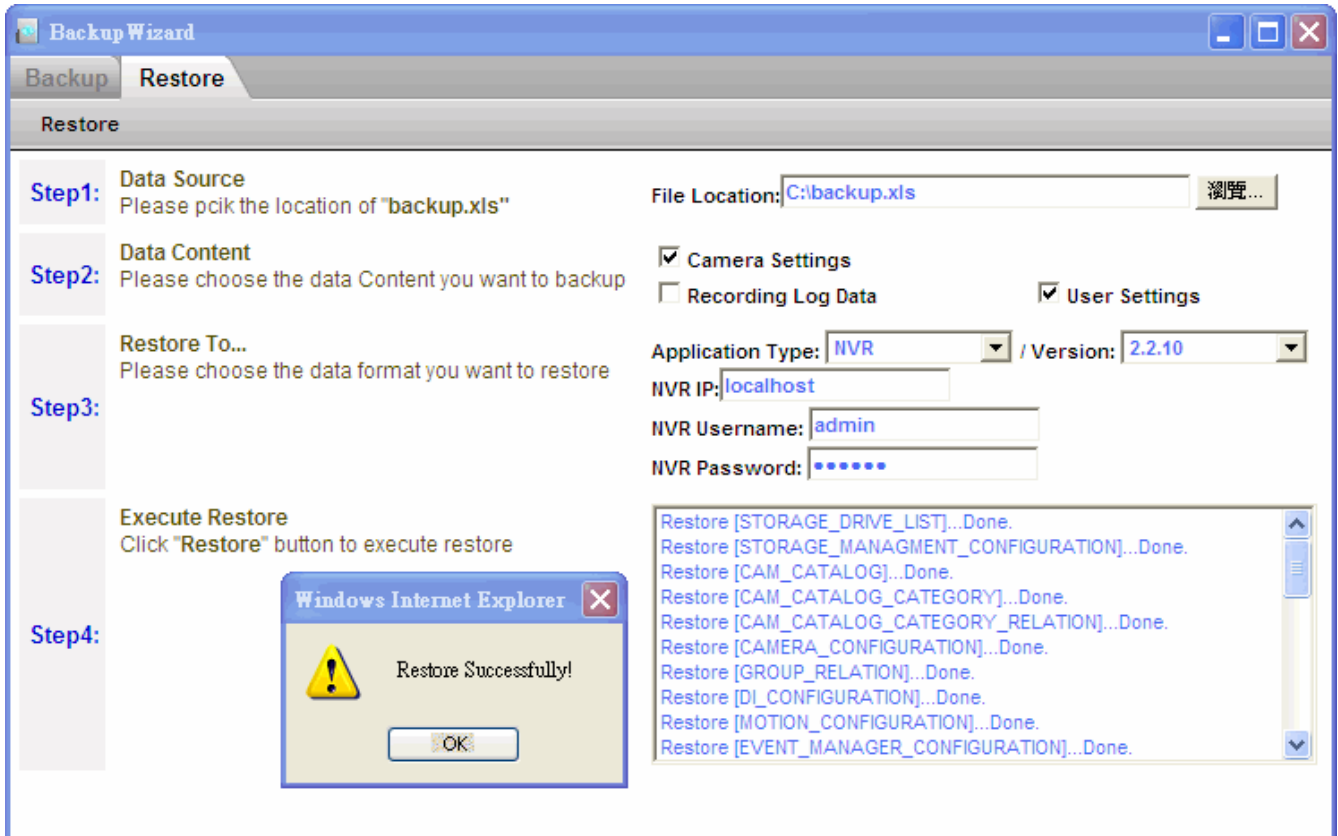 Backup Wizard
Backup
Restore
Restore
Step1:
Data Source
Please pcik the location of "backup.xls"
File Location: C:\backup.xls
瀏覽...
Step2:
Data Content
Please choose the data Content you want to backup
Camera Settings
Recording Log Data
User Settings
Step3:
Restore To...
Please choose the data format you want to restore
Application Type: NVR / Version: 2.2.10
NVR IP: localhost
NVR Username: admin
NVR Password: ••••••
Step4:
Execute Restore
Click "Restore" button to execute restore
Restore [STORAGE_DRIVE_LIST]...Done.
Restore [STORAGE_MANAGMENT_CONFIGURATION]...Done.
Restore [CAM_CATALOG]...Done.
Restore [CAM_CATALOG_CATEGORY]...Done.
Restore [CAM_CATALOG_CATEGORY_RELATION]...Done.
Restore [CAMERA_CONFIGURATION]...Done.
Restore [GROUP_RELATION]...Done.
Restore [DI_CONFIGURATION]...Done.
Restore [MOTION_CONFIGURATION]...Done.
Restore [EVENT_MANAGER_CONFIGURATION]...Done.
Windows Internet Explorer
Restore Successfully!
OK